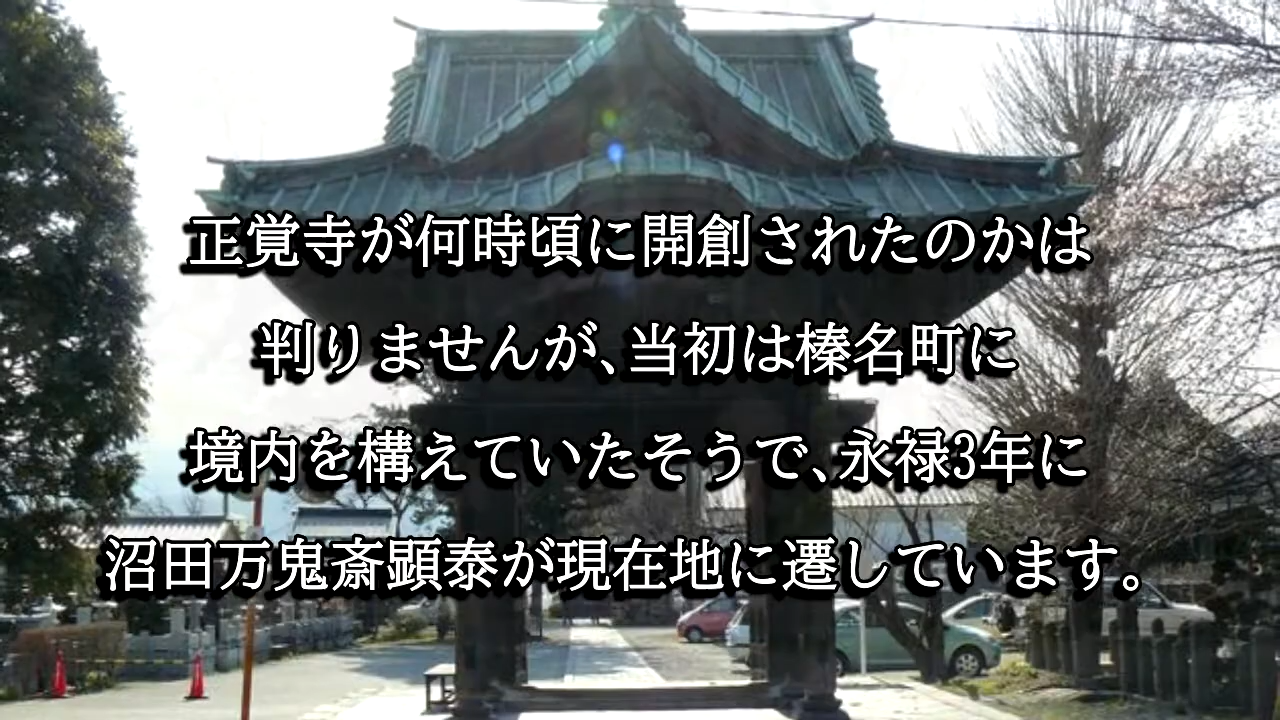 正覚寺が何時頃に開創されたのかは
判りませんが、当初は榛名町に
境内を構えていたそうで、永禄3年に
沼田万鬼斎顕泰が現在地に遷しています。